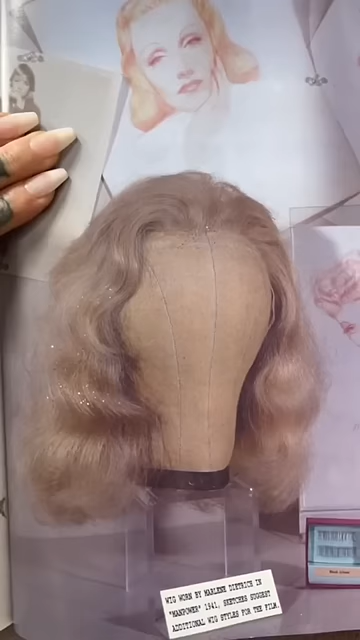 WIG WORN BY MARLENE DIETRICH IN
"MANPOWER" 1941, SKETCHES SUGGEST
ADDITIONAL WIG STYLES FOR THE FILM.